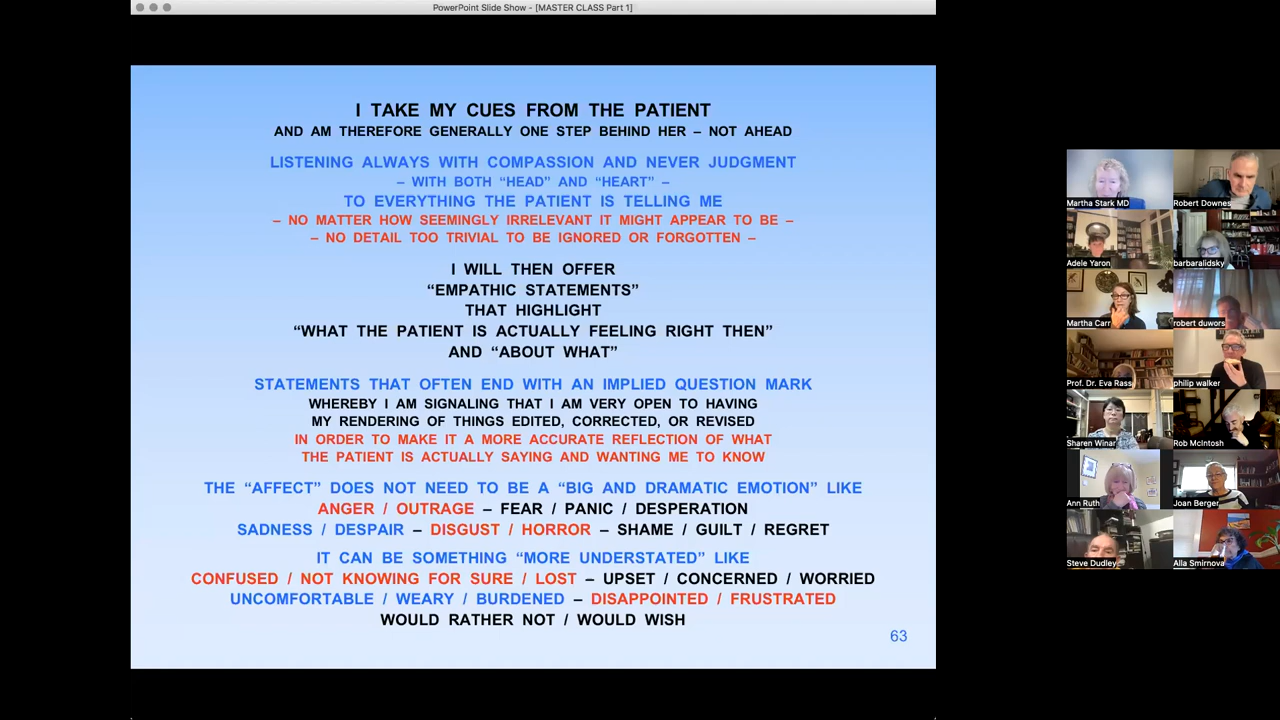 PowerPoint Slide Show - [MASTER CLASS Part 1]
I TAKE MY CUES FROM THE PATIENT
AND AM THEREFORE GENERALLY ONE STEP BEHIND HER – NOT AHEAD
LISTENING ALWAYS WITH COMPASSION AND NEVER JUDGMENT
– WITH BOTH “HEAD” AND “HEART” –
TO EVERYTHING THE PATIENT IS TELLING ME
– NO MATTER HOW SEEMINGLY IRRELEVANT IT MIGHT APPEAR TO BE –
– NO DETAIL TOO TRIVIAL TO BE IGNORED OR FORGOTTEN –
I WILL THEN OFFER
“EMPATHIC STATEMENTS”
THAT HIGHLIGHT
“WHAT THE PATIENT IS ACTUALLY FEELING RIGHT THEN”
AND “ABOUT WHAT”
STATEMENTS THAT OFTEN END WITH AN IMPLIED QUESTION MARK
WHEREBY I AM SIGNALING THAT I AM VERY OPEN TO HAVING
MY RENDERING OF THINGS EDITED, CORRECTED, OR REVISED
IN ORDER TO MAKE IT A MORE ACCURATE REFLECTION OF WHAT
THE PATIENT IS ACTUALLY SAYING AND WANTING ME TO KNOW
THE “AFFECT” DOES NOT NEED TO BE A “BIG AND DRAMATIC EMOTION” LIKE
ANGER / OUTRAGE – FEAR / PANIC / DESPERATION
SADNESS / DESPAIR – DISGUST / HORROR – SHAME / GUILT / REGRET
IT CAN BE SOMETHING “MORE UNDERSTATED” LIKE
CONFUSED / NOT KNOWING FOR SURE / LOST – UPSET / CONCERNED / WORRIED
UNCOMFORTABLE / WEARY / BURDENED – DISAPPOINTED / FRUSTRATED
WOULD RATHER NOT / WOULD WISH
63
Martha Stark MD
Robert Downes
Adele Yaron
barbaralidsky
Martha Carr
robert duwors
Prof. Dr. Eva Rass
philip walker
Sharen Winar
Rob McIntosh
Ann Ruth
Joan Berger
Steve Dudley
Alla Smirnova